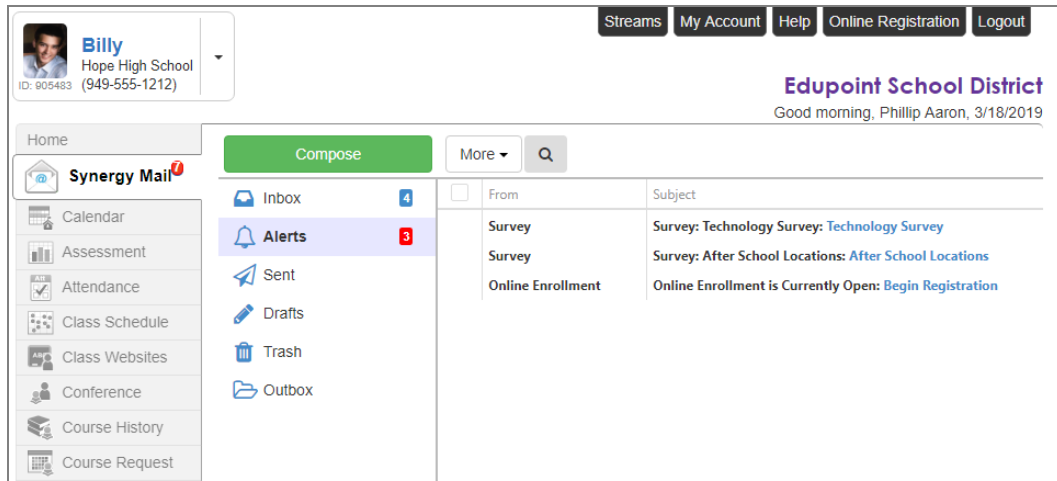 Streams My Account Help Online Registration Logout
Billy
Hope High School
ID: 905483 (949-555-1212)
Edupoint School District
Good morning, Phillip Aaron, 3/18/2019
Home
Synergy Mail 7
Calendar
Assessment
Attendance
Class Schedule
Class Websites
Conference
Course History
Course Request
Compose
Inbox 4
Alerts 3
Sent
Drafts
Trash
Outbox
More
From Subject
Survey Survey: Technology Survey: Technology Survey
Survey Survey: After School Locations: After School Locations
Online Enrollment Online Enrollment is Currently Open: Begin Registration